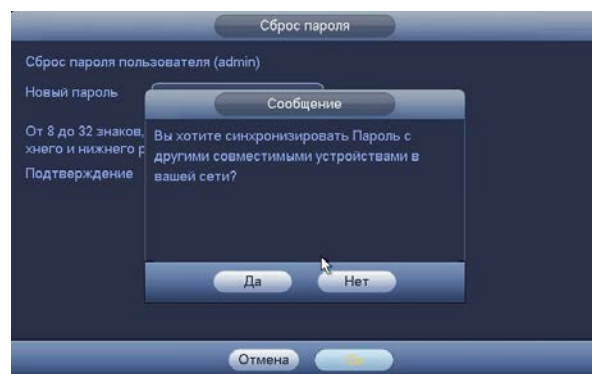 Сброс пароля
Сброс пароля пользователя (admin)
Новый пароль
Сообщение
От 8 до 32 знаков,
хнего и нижнего р
Подтверждение
Вы хотите синхронизировать Пароль с
другими совместимыми устройствами в
вашей сети?
Да
Нет
Отмена